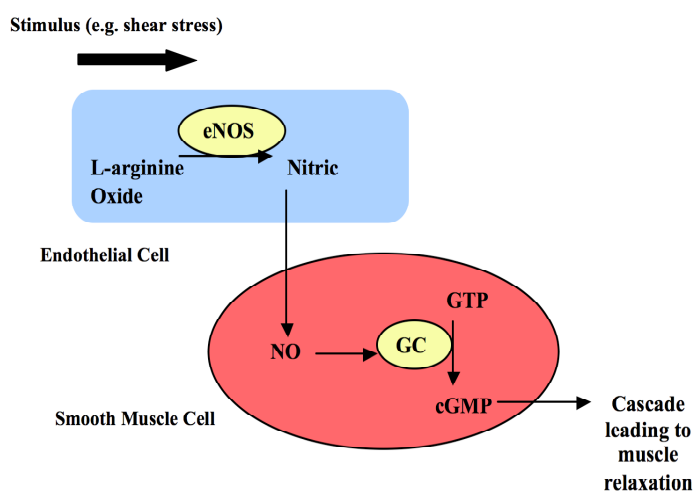 Stimulus (e.g. shear stress)
eNOS
L-arginine Nitric
Oxide
Endothelial Cell
GTP
NO GC
cGMP
Smooth Muscle Cell
Cascade
leading to
muscle
relaxation